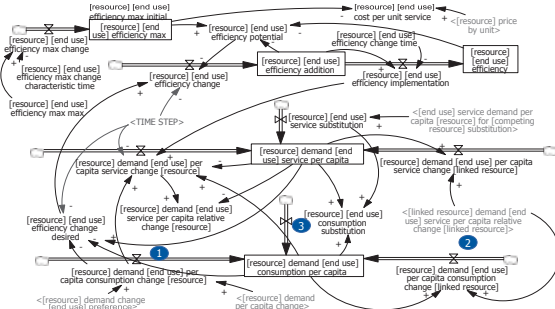 [resource] [end use]
efficiency max initial
[resource] [end
use] efficiency max
[resource] [end use]
efficiency max change
[resource] [end use]
efficiency max change
characteristic time
[resource] [end use]
efficiency max max
[resource] [end use]
efficiency potential
[resource] [end use]
cost per unit service
<[resource] price
by unit>
[resource] [end use]
efficiency change time
[resource] [end use]
efficiency change
[resource] [end use]
efficiency addition
[resource] [end use]
efficiency implementation
[resource] [end use]
efficiency
<TIME STEP>
[resource] [end use]
service substitution
<[end use] service demand per
capita [resource] for [competing
resource] substitution>
[resource] demand [end use] per
capita service change [resource]
[resource] demand [end
use] service per capita
[resource] demand [end use] per capita
service change [linked resource]
[resource] [end use]
efficiency change
desired
[resource] demand [end use]
service per capita relative
change [resource]
[resource] [end use]
consumption
substitution
<[linked resource] demand [end
use] service per capita relative
change [linked resource]>
1
2
3
[resource] demand [end use] per
capita consumption change [resource]
[resource] demand [end use]
consumption per capita
[resource] demand [end use]
per capita consumption
change [linked resource]
<[resource] demand change
[end use] preference>
<[resource] demand
per capita change>